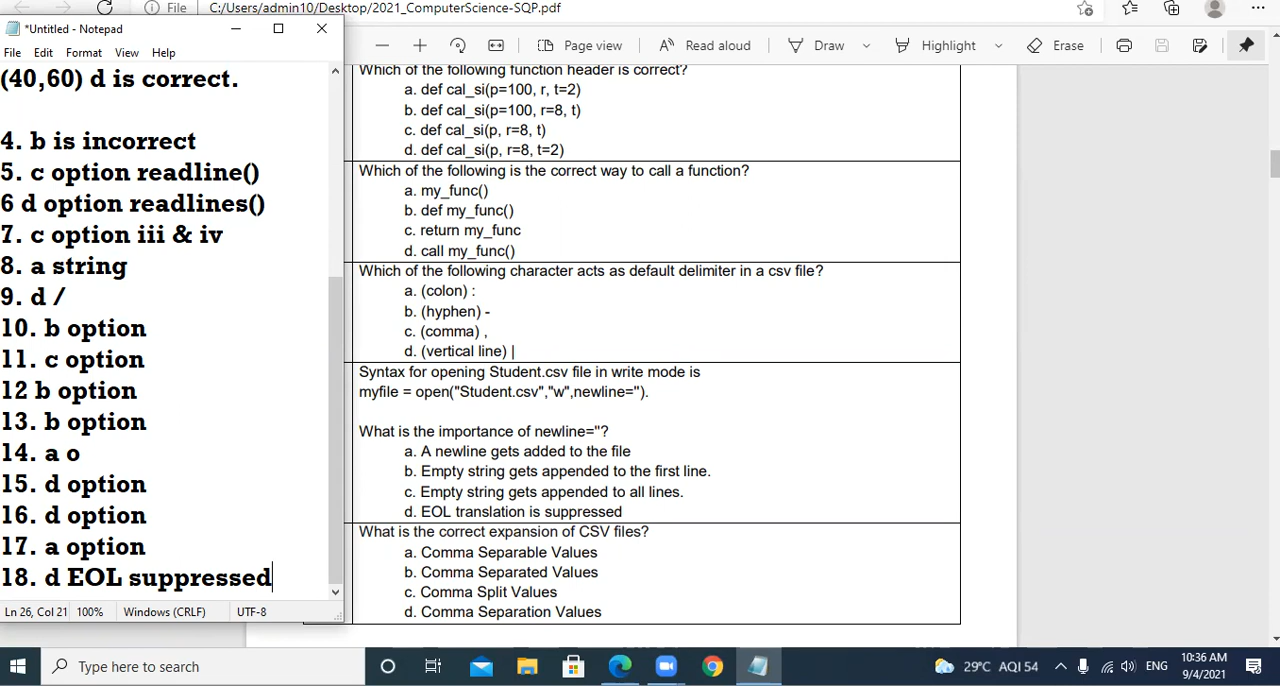 File
C:/Users/admin10/Desktop/2021_ComputerScience-SQP.pdf
*Untitled - Notepad
File Edit Format View Help
Page view
Read aloud
Draw
Highlight
Erase
(40,60) d is correct.
4. b is incorrect
5. c option readline()
6 d option readlines()
7. c option iii & iv
8. a string
9. d /
10. b option
11. c option
12 b option
13. b option
14. a o
15. d option
16. d option
17. a option
18. d EOL suppressed
Ln 26, Col 21 100% Windows (CRLF) UTF-8
Which of the following function header is correct?
a. def cal_si(p=100, r, t=2)
b. def cal_si(p=100, r=8, t)
c. def cal_si(p, r=8, t)
d. def cal_si(p, r=8, t=2)
Which of the following is the correct way to call a function?
a. my_func()
b. def my_func()
c. return my_func
d. call my_func()
Which of the following character acts as default delimiter in a csv file?
a. (colon) :
b. (hyphen) -
c. (comma) ,
d. (vertical line) |
Syntax for opening Student.csv file in write mode is
myfile = open("Student.csv","w",newline='').
What is the importance of newline=''?
a. A newline gets added to the file
b. Empty string gets appended to the first line.
c. Empty string gets appended to all lines.
d. EOL translation is suppressed
What is the correct expansion of CSV files?
a. Comma Separable Values
b. Comma Separated Values
c. Comma Split Values
d. Comma Separation Values
Type here to search
29°C AQI 54
ENG
10:36 AM
9/4/2021